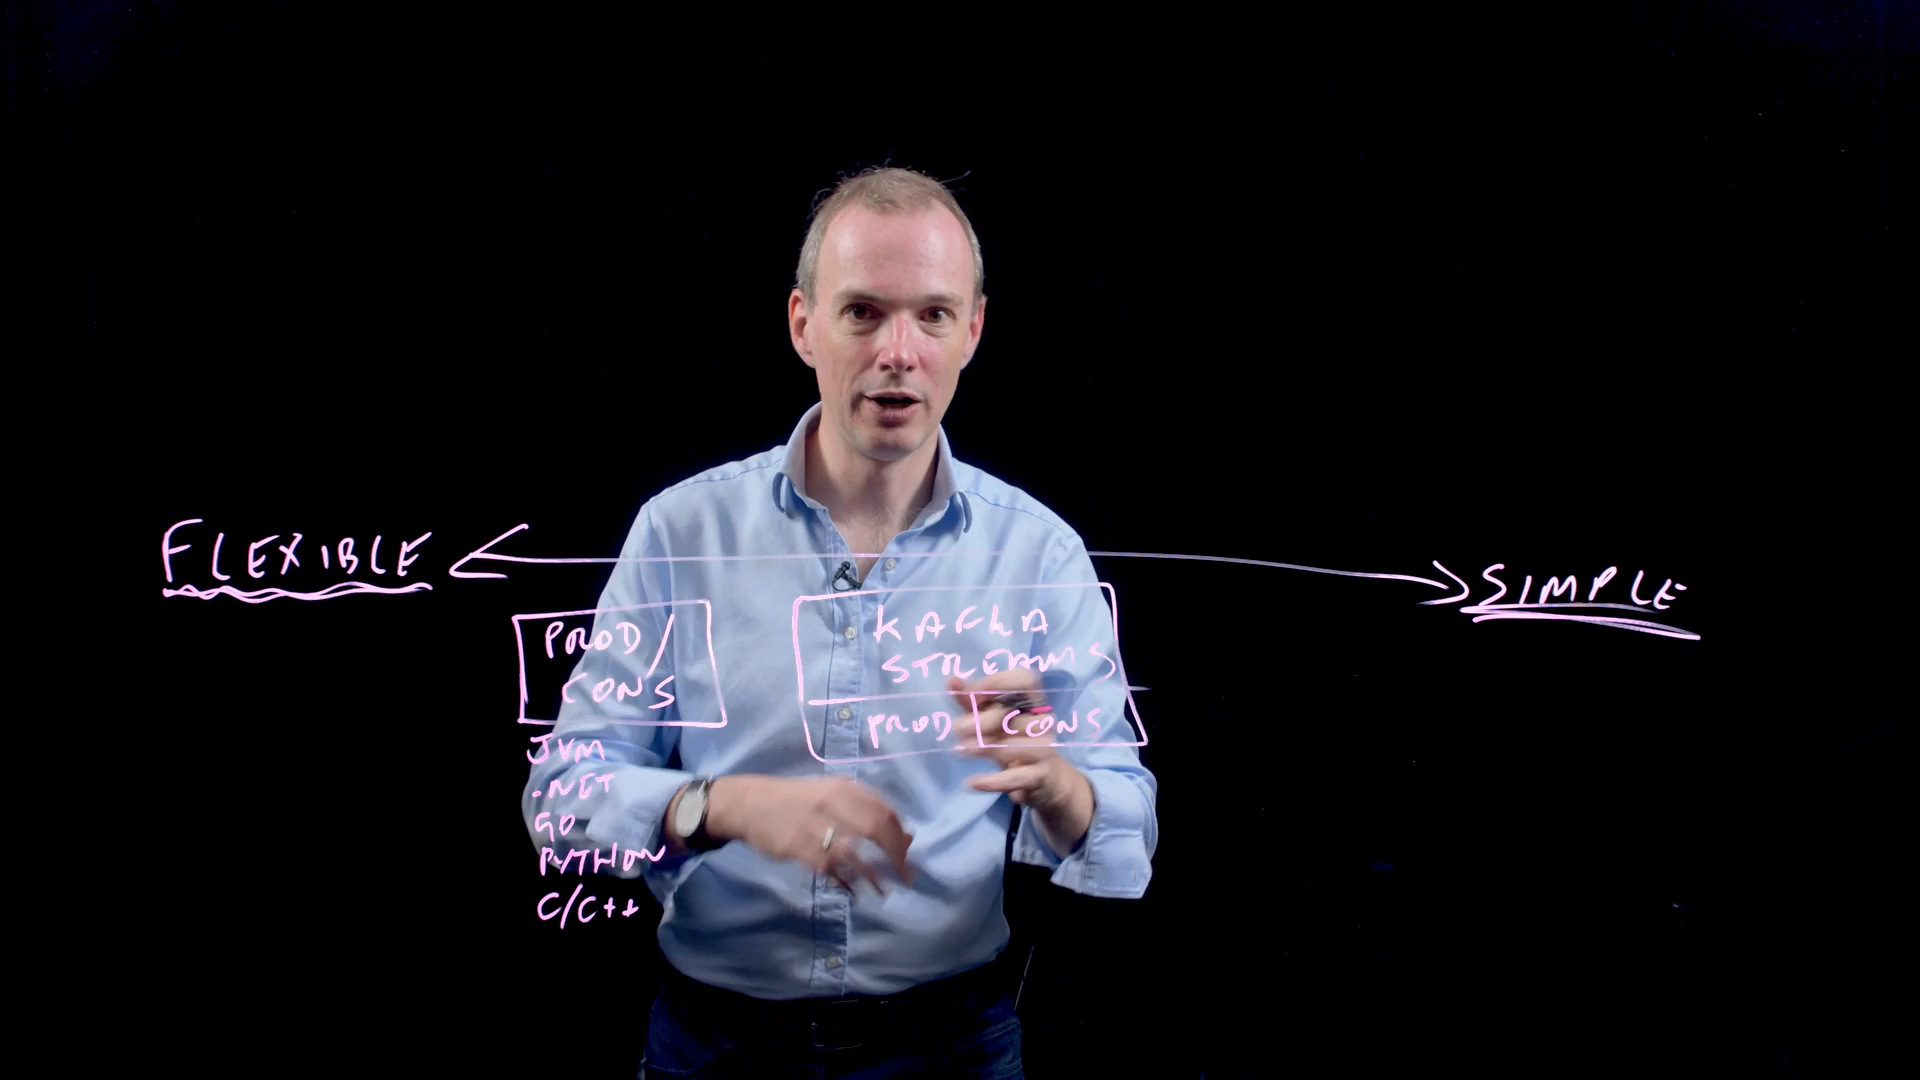 FLEXIBLE
SIMPLE
PROD/
CONS
JVM
.NET
GO
PYTHON
C/C++
KAFKA
STREAMS
PROD
CONS